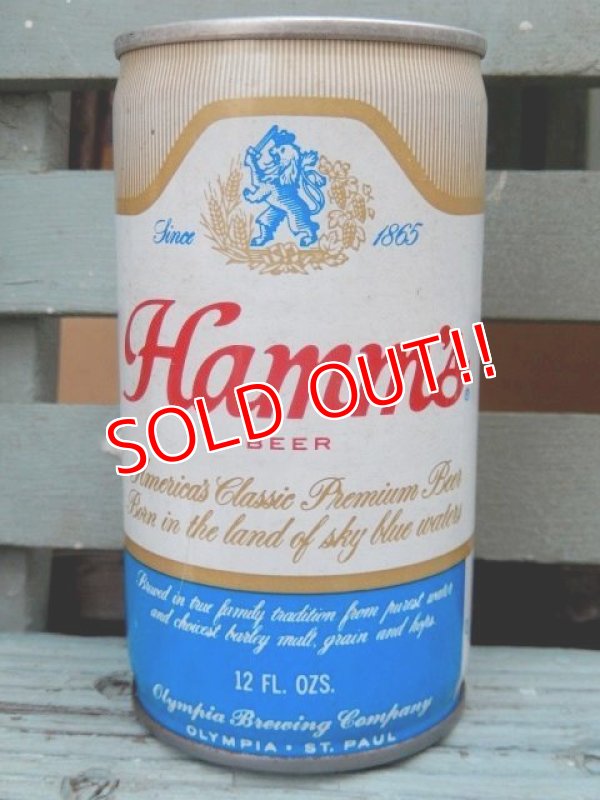 Since 1865
Hamm's
SOLD OUT!!
BEER
America's Classic Premium Beer
Born in the land of sky blue waters
Brewed in true family tradition from purest water
and choicest barley malt, grain and hops.
12 FL. OZS.
Olympia Brewing Company
OLYMPIA • ST. PAUL